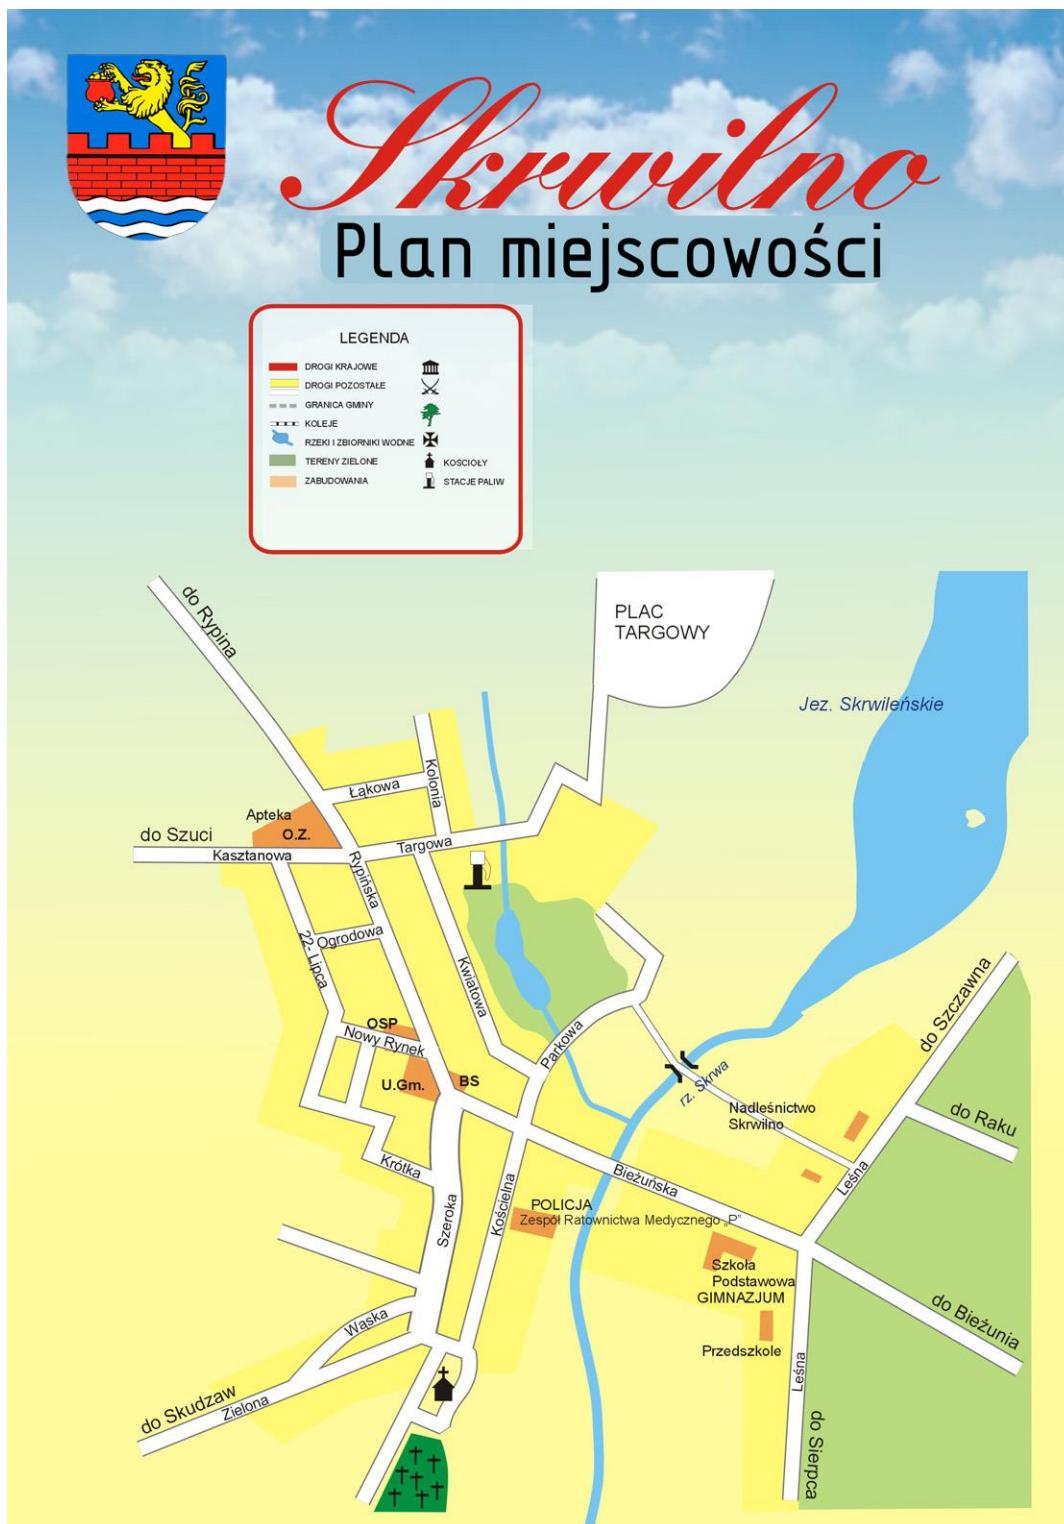 Skrwilno
Plan miejscowości
LEGENDA
DROGI KRAJOWE
DROGI POZOSTAŁE
GRANICA GMINY
KOLEJE
RZEKI I ZBIORNIKI WODNE
TERENY ZIELONE
KOŚCIOŁY
ZABUDOWANIA
STACJE PALIW
do Rypina
PLAC
TARGOWY
Jez. Skrwileńskie
Łąkowa
Kolonia
Apteka
O.Z.
do Szuci
Kasztanowa
Rypińska
Targowa
22- Lipca
Ogrodowa
Kwiatowa
do Szczawna
OSP
Nowy Rynek
Parkowa
U.Gm.
BS
rz. Skrwa
Nadleśnictwo
Skrwilno
do Raku
Krótka
Szeroka
Kościelna
Bieżuńska
Leśna
POLICJA
Zespół Ratownictwa Medycznego „P”
Szkoła
Podstawowa
GIMNAZJUM
Wąska
Przedszkole
do Bieżunia
do Skudzaw
Zielona
Leśna
do Sierpca